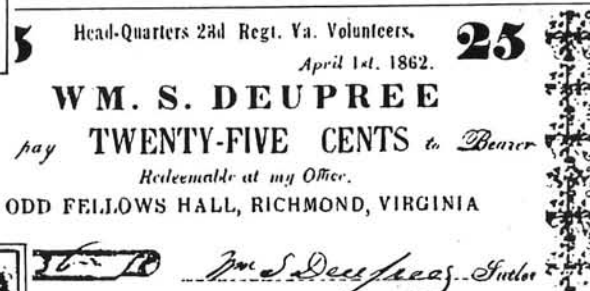 5 Head-Quarters 23d Regt. Va. Volunteers. 25
April 1st. 1862.
WM. S. DEUPREE
pay TWENTY-FIVE CENTS to Bearer
Redeemable at my Office,
ODD FELLOWS HALL, RICHMOND, VIRGINIA
Wm S Deupree Sutler